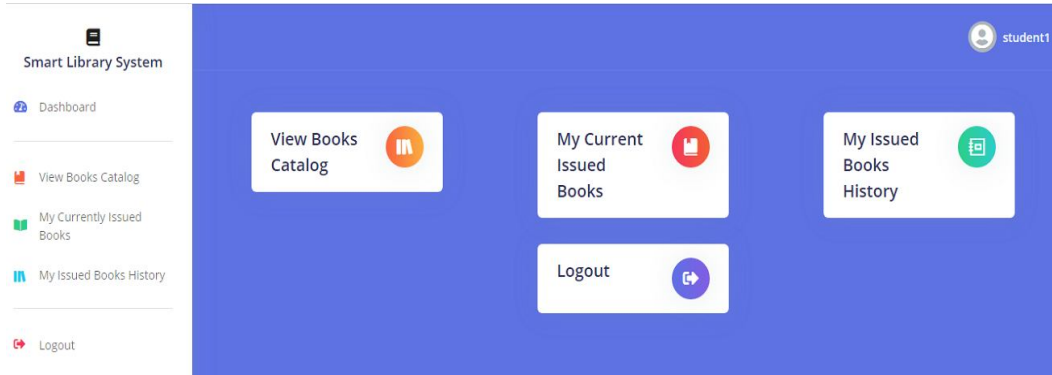 Smart Library System
Dashboard
View Books Catalog
My Currently Issued
Books
My Issued Books History
Logout
student1
View Books
Catalog
My Current
Issued
Books
My Issued
Books
History
Logout